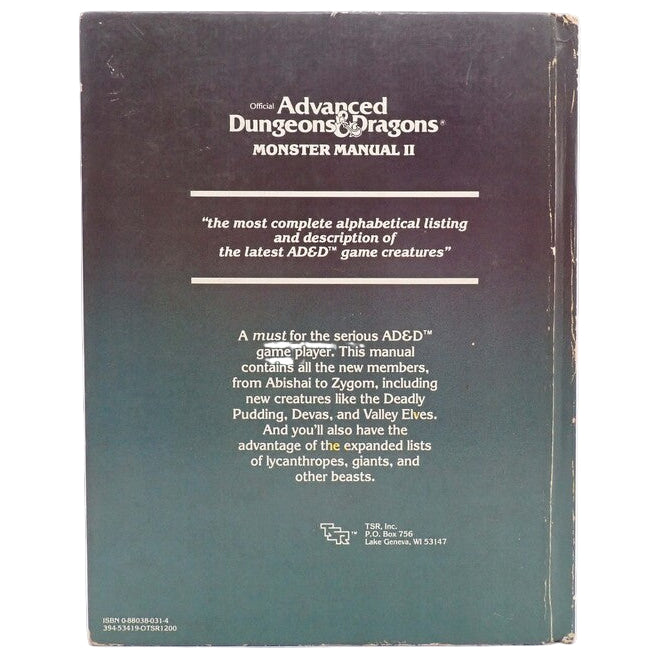 Official Advanced
Dungeons & Dragons®
MONSTER MANUAL II
"the most complete alphabetical listing
and description of
the latest AD&D™ game creatures"
A must for the serious AD&D™
game player. This manual
contains all the new members,
from Abishai to Zygom, including
new creatures like the Deadly
Pudding, Devas, and Valley Elves.
And you'll also have the
advantage of the expanded lists
of lycanthropes, giants, and
other beasts.
TSR™
TSR, Inc.
P.O. Box 756
Lake Geneva, WI 53147
ISBN 0-88038-031-4
394-53419-OTSR1200